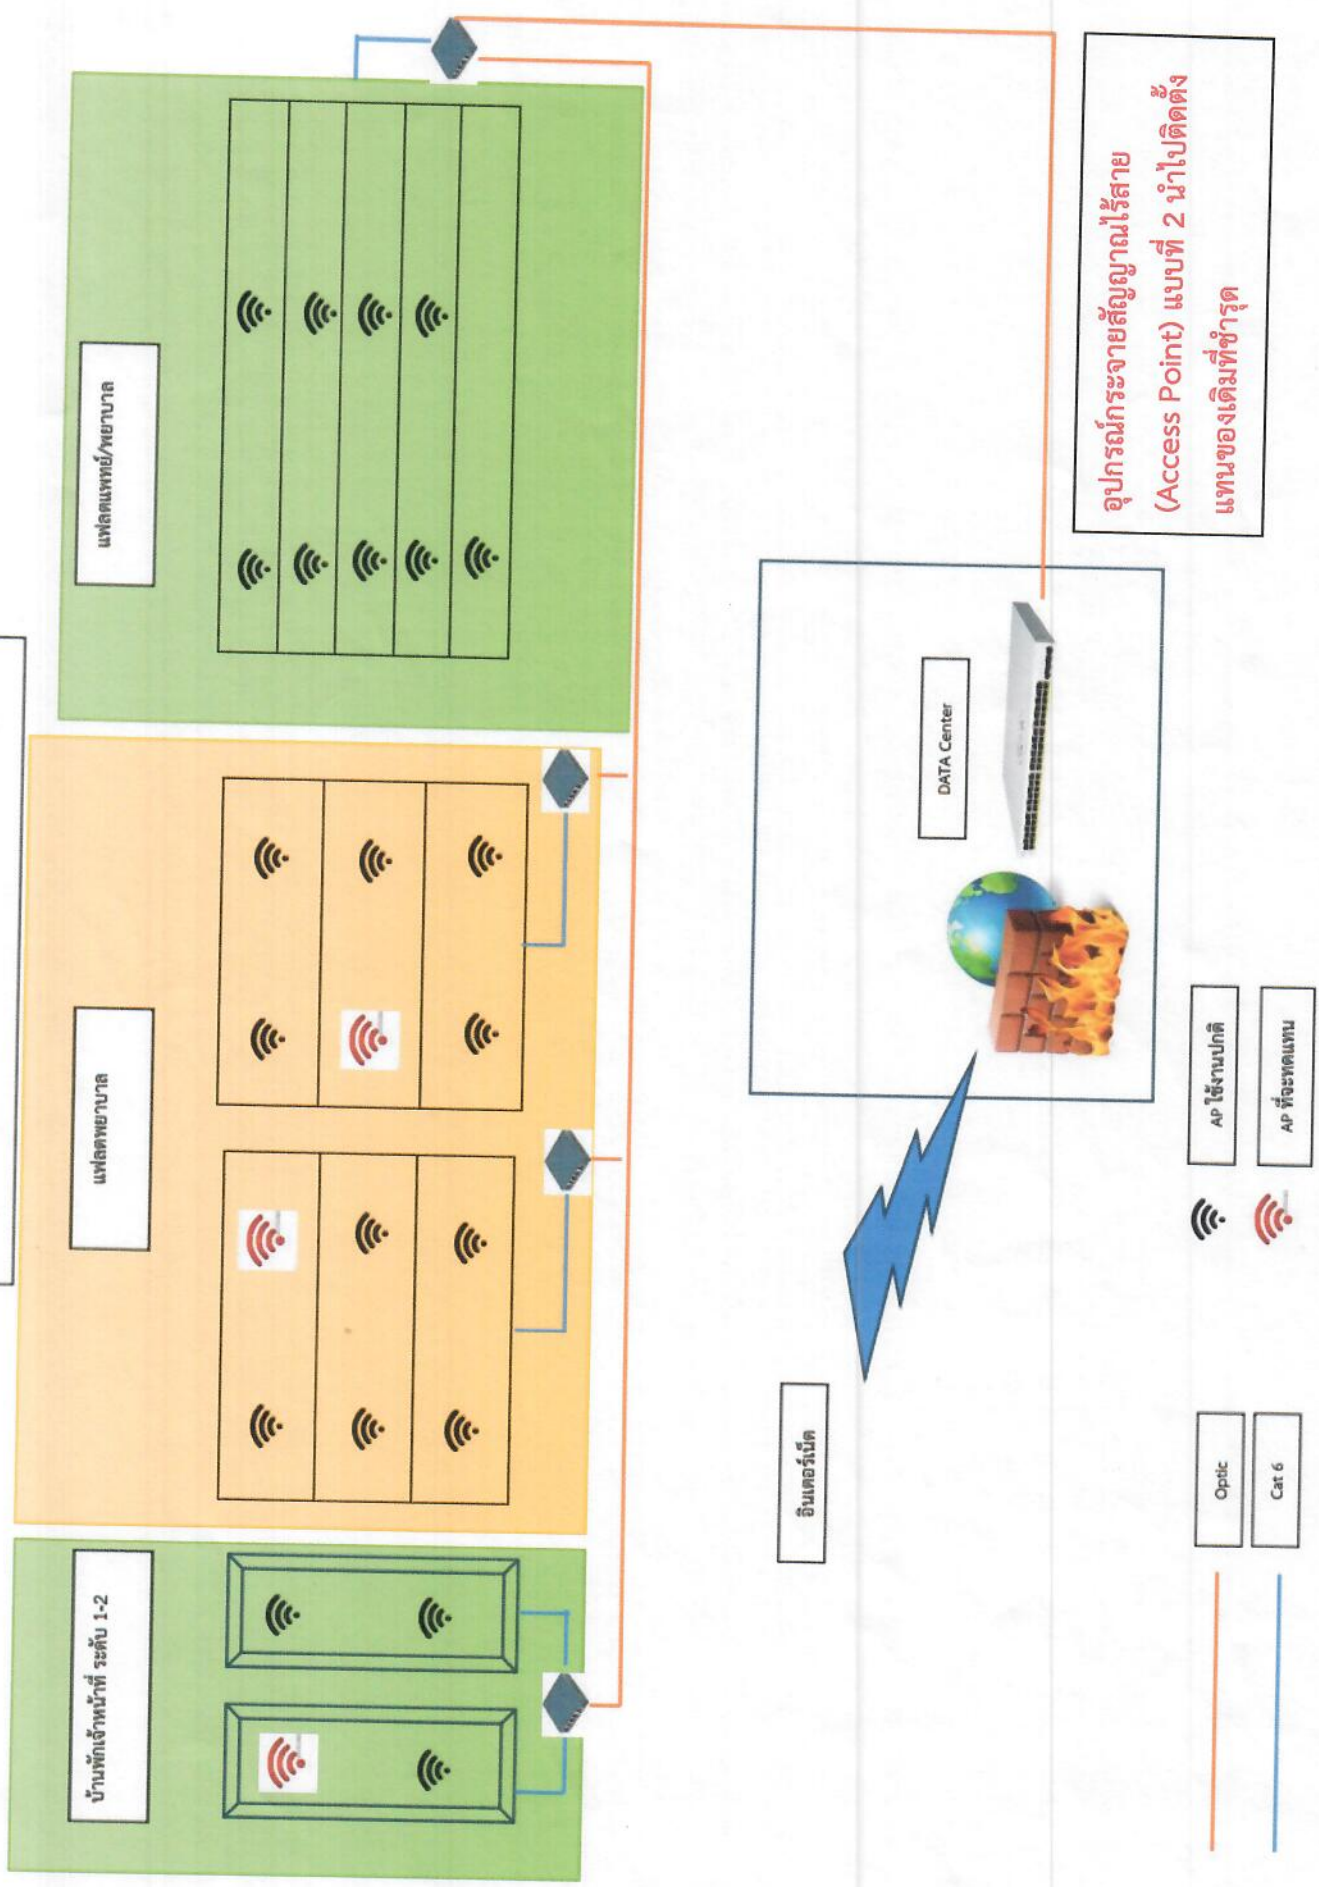 บ้านพักเจ้าหน้าที่ ระดับ 1-2
แฟลตพยาบาล
แฟลตแพทย์/พยาบาล
อินเตอร์เน็ต
DATA Center
อุปกรณ์กระจายสัญญาณไร้สาย
(Access Point) แบบที่ 2 นำไปติดตั้ง
แทนของเดิมที่ชำรุด
Optic
Cat 6
AP ใช้งานปกติ
AP ที่จะทดแทน